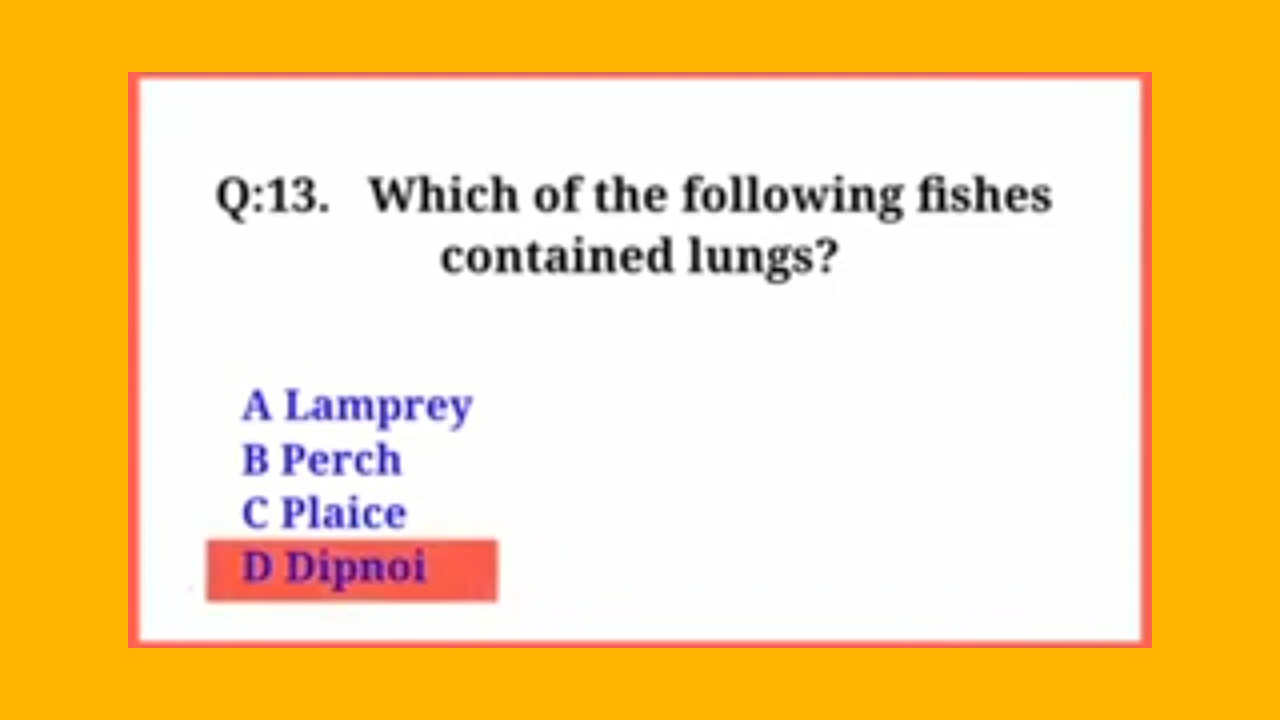 Q:13. Which of the following fishes
contained lungs?
A Lamprey
B Perch
C Plaice
D Dipnoi